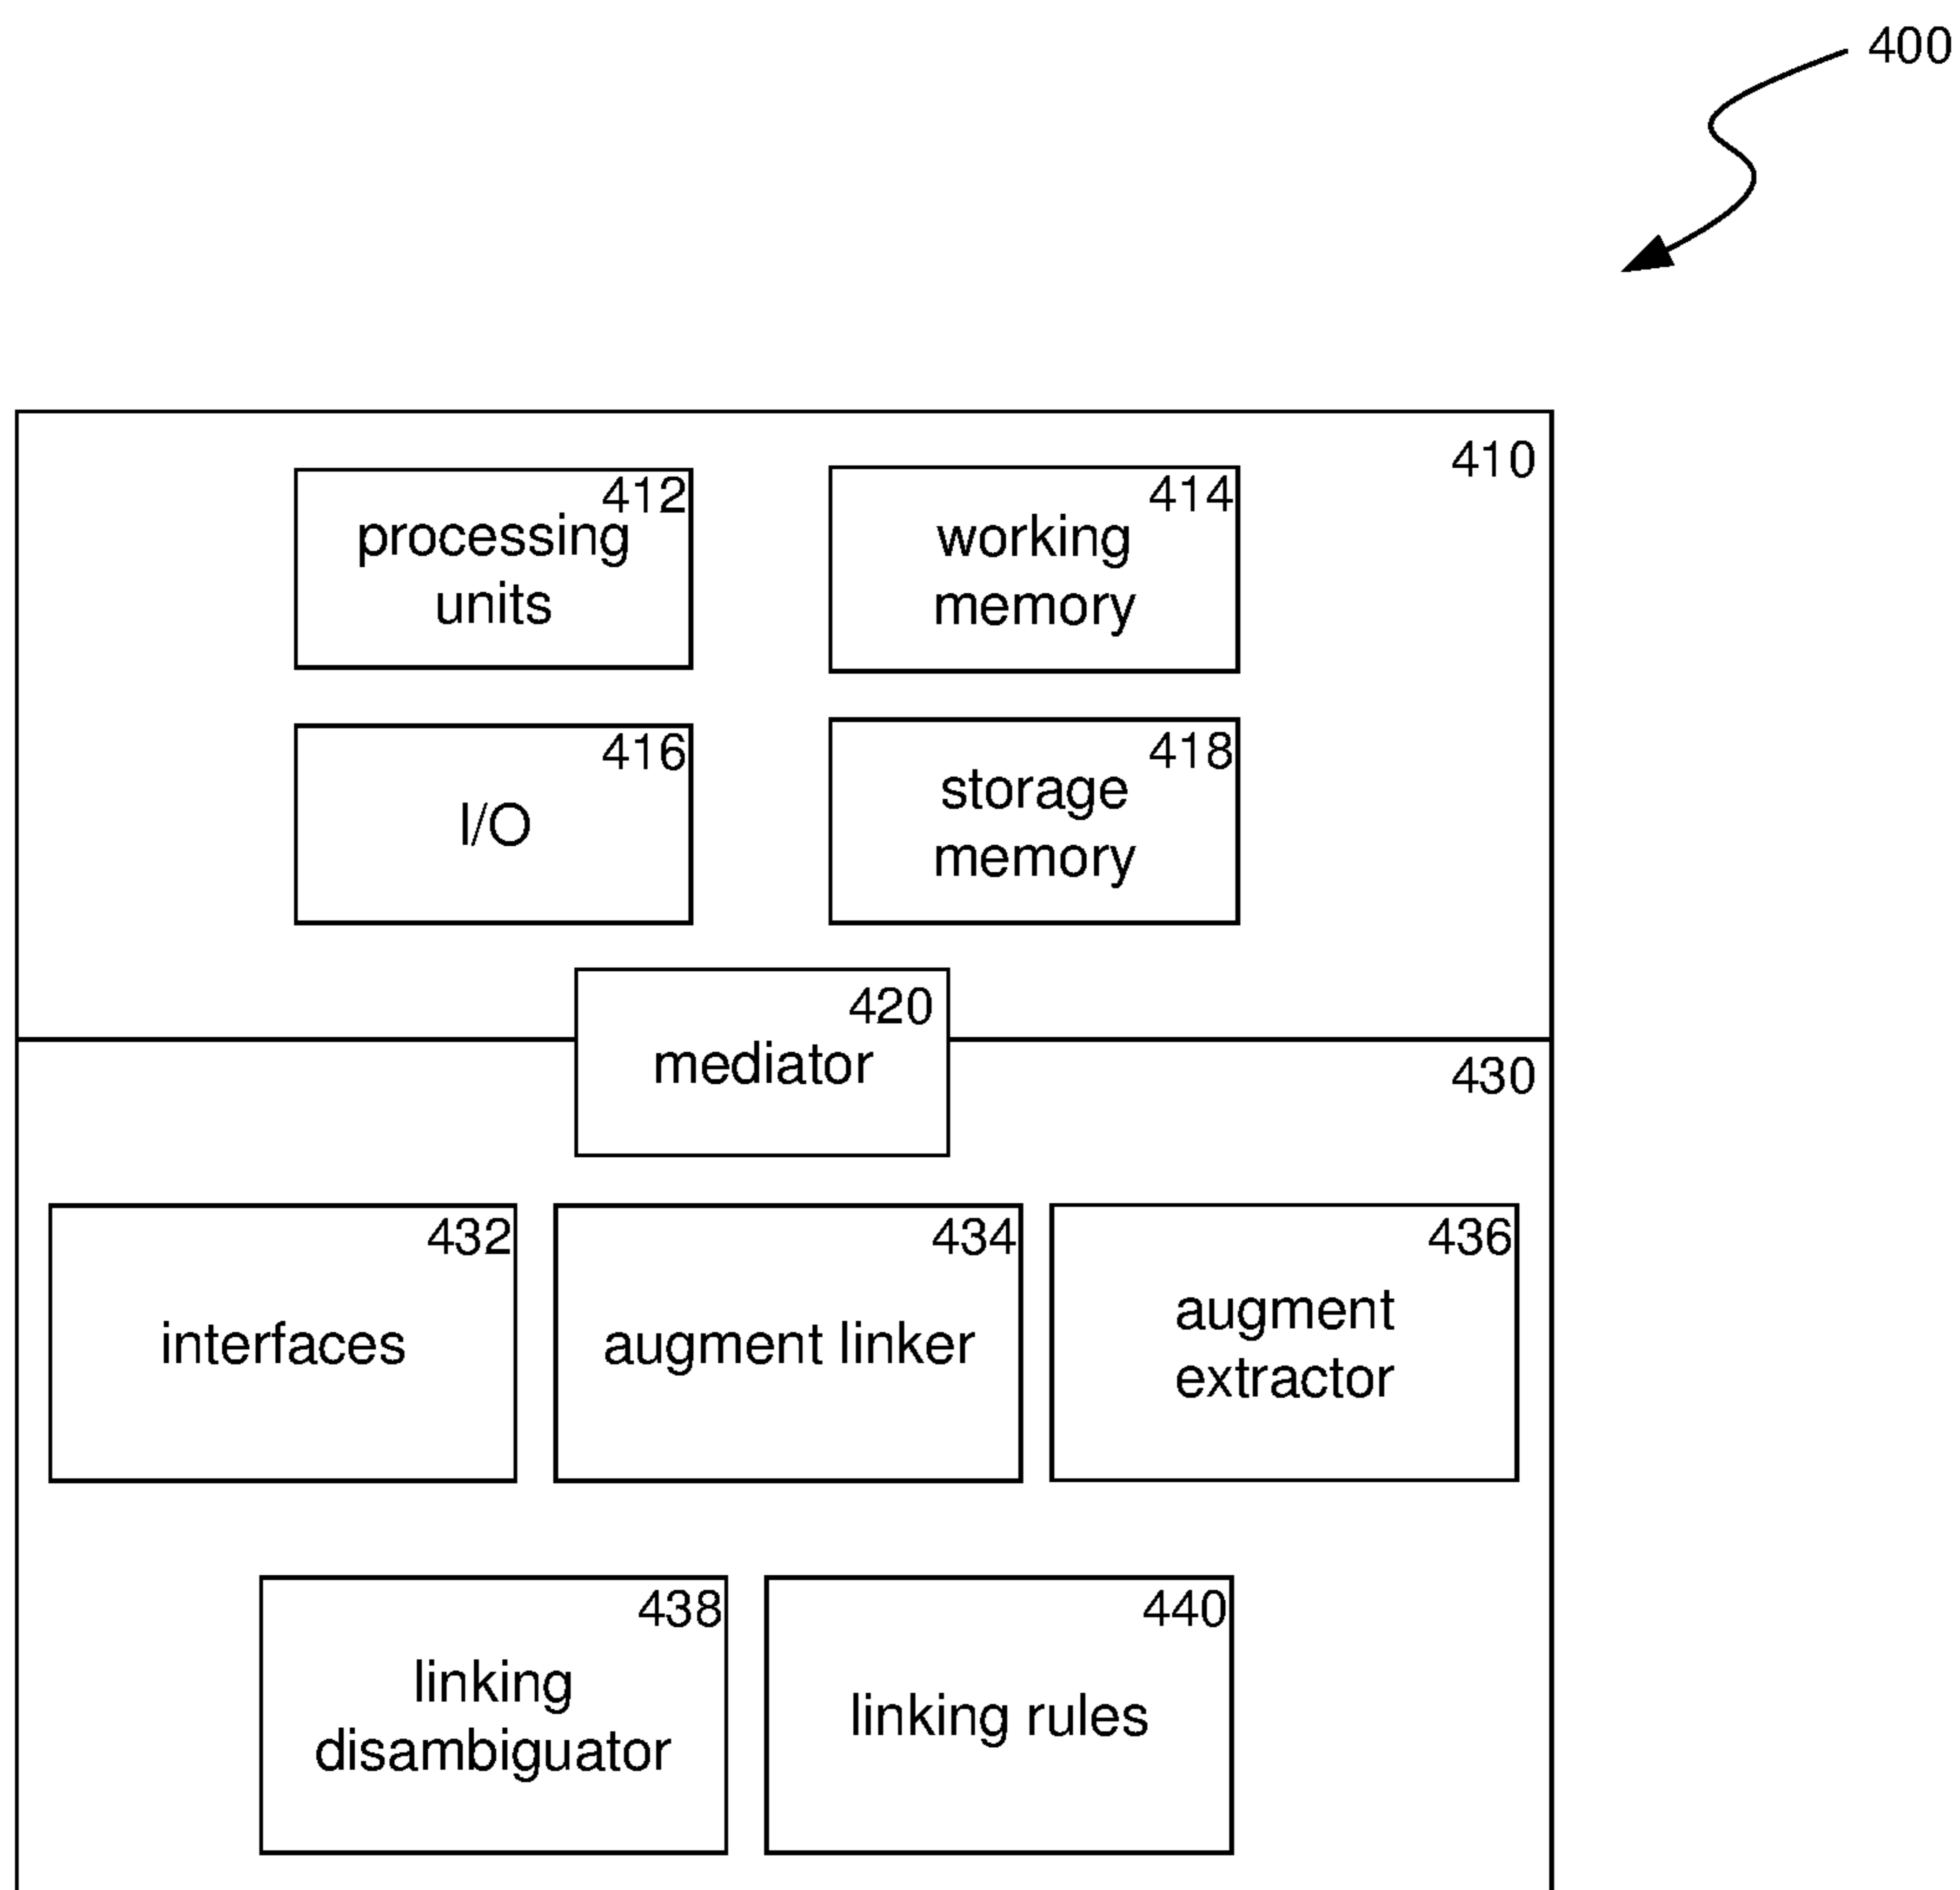 400
410
412
processing
units
414
working
memory
416
I/O
418
storage
memory
420
mediator
430
432
interfaces
434
augment linker
436
augment
extractor
438
linking
disambiguator
440
linking rules